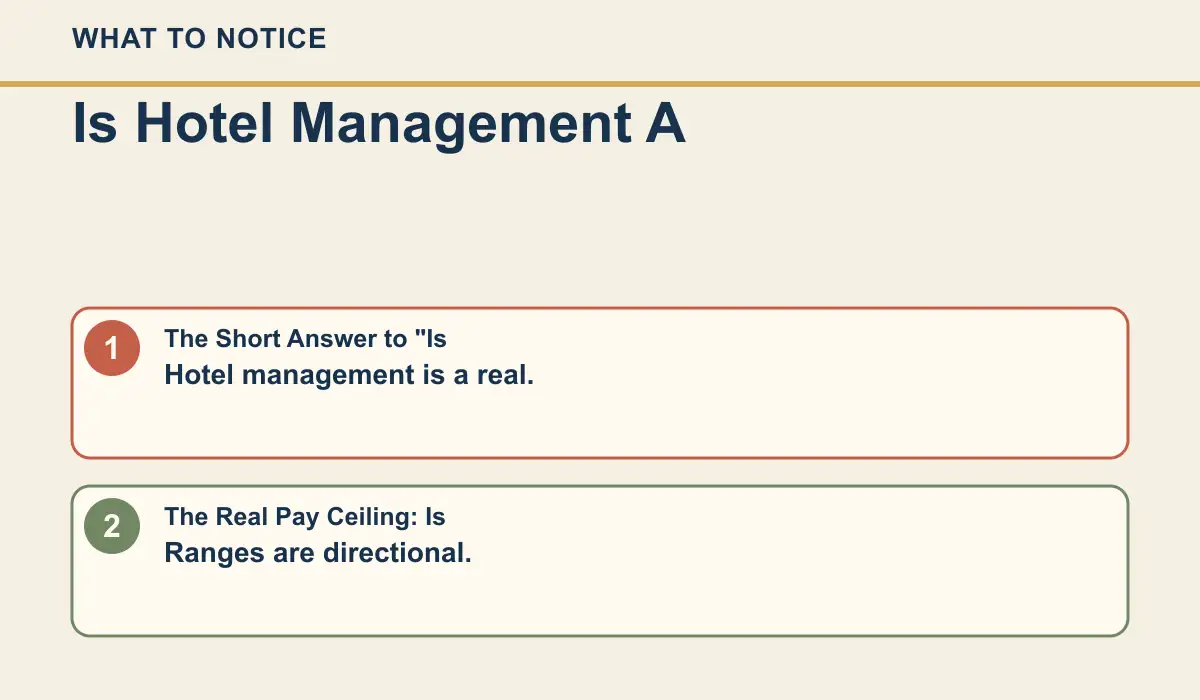 WHAT TO NOTICE
Is Hotel Management A
1
The Short Answer to "Is
Hotel management is a real.
2
The Real Pay Ceiling: Is
Ranges are directional.